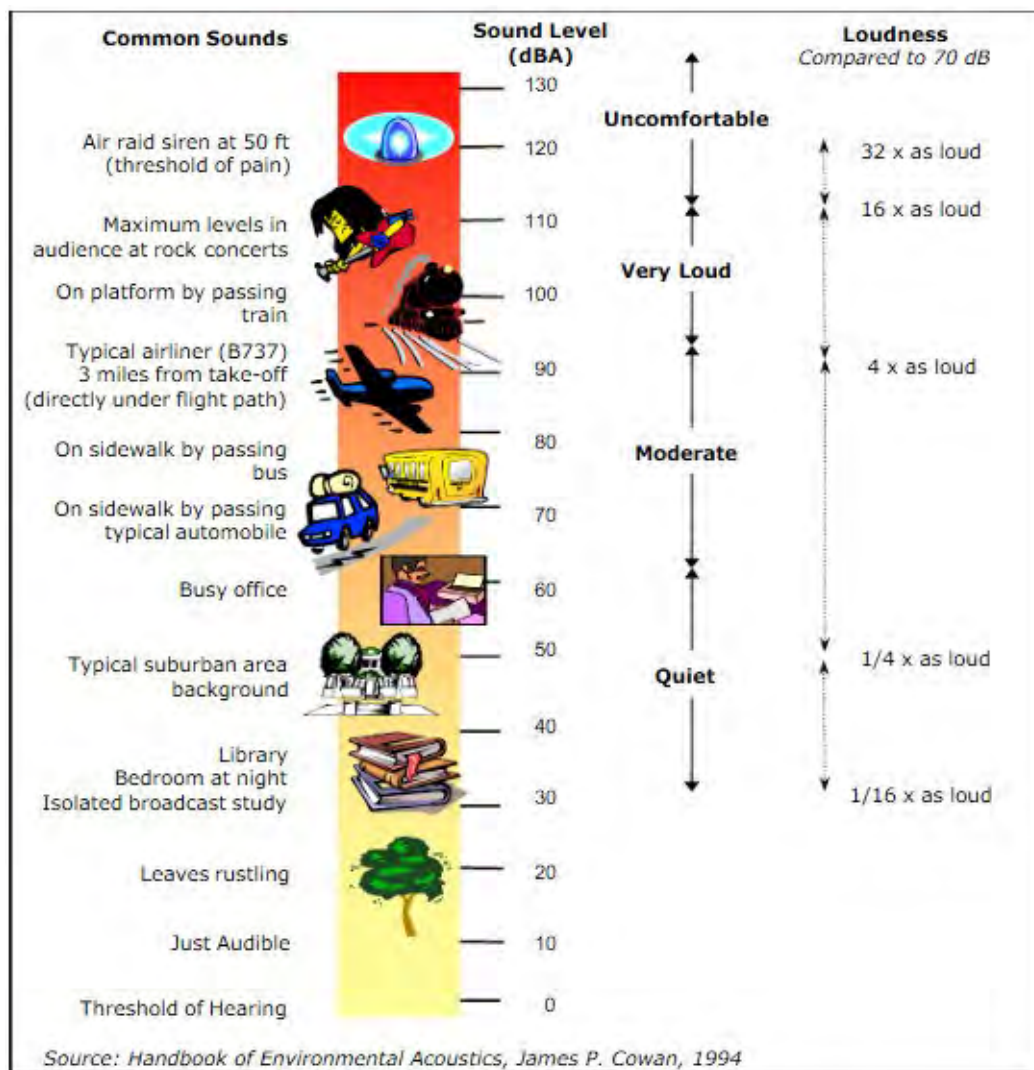 Common Sounds
Sound Level
(dBA)
Loudness
Compared to 70 dB
130
Uncomfortable
Air raid siren at 50 ft
(threshold of pain)
120
32 x as loud
Maximum levels in
audience at rock concerts
110
16 x as loud
Very Loud
On platform by passing
train
100
Typical airliner (B737)
3 miles from take-off
(directly under flight path)
90
4 x as loud
80
On sidewalk by passing
bus
Moderate
On sidewalk by passing
typical automobile
70
Busy office
60
Typical suburban area
background
50
1/4 x as loud
Quiet
40
Library
Bedroom at night
Isolated broadcast study
30
1/16 x as loud
Leaves rustling
20
Just Audible
10
Threshold of Hearing
0
Source: Handbook of Environmental Acoustics, James P. Cowan, 1994